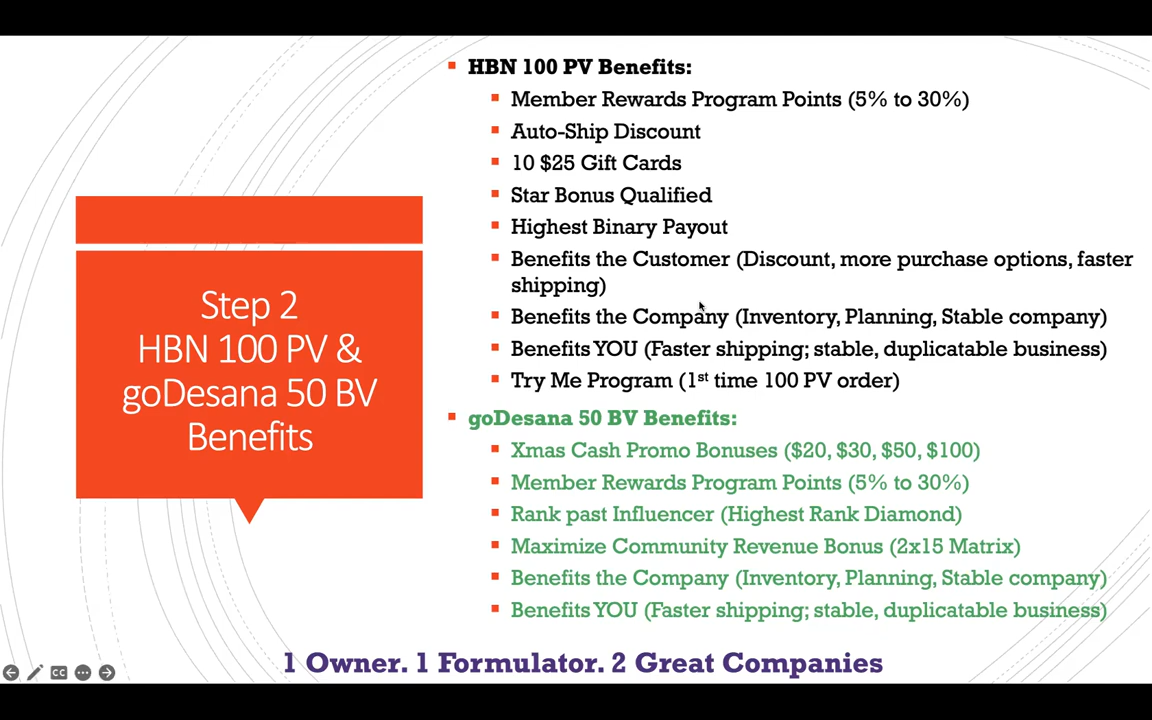 Step 2
HBN 100 PV &
goDesana 50 BV
Benefits
HBN 100 PV Benefits:
Member Rewards Program Points (5% to 30%)
Auto-Ship Discount
10 $25 Gift Cards
Star Bonus Qualified
Highest Binary Payout
Benefits the Customer (Discount, more purchase options, faster
shipping)
Benefits the Company (Inventory, Planning, Stable company)
Benefits YOU (Faster shipping; stable, duplicatable business)
Try Me Program (1st time 100 PV order)
goDesana 50 BV Benefits:
Xmas Cash Promo Bonuses ($20, $30, $50, $100)
Member Rewards Program Points (5% to 30%)
Rank past Influencer (Highest Rank Diamond)
Maximize Community Revenue Bonus (2x15 Matrix)
Benefits the Company (Inventory, Planning, Stable company)
Benefits YOU (Faster shipping; stable, duplicatable business)
1 Owner. 1 Formulator. 2 Great Companies
CC